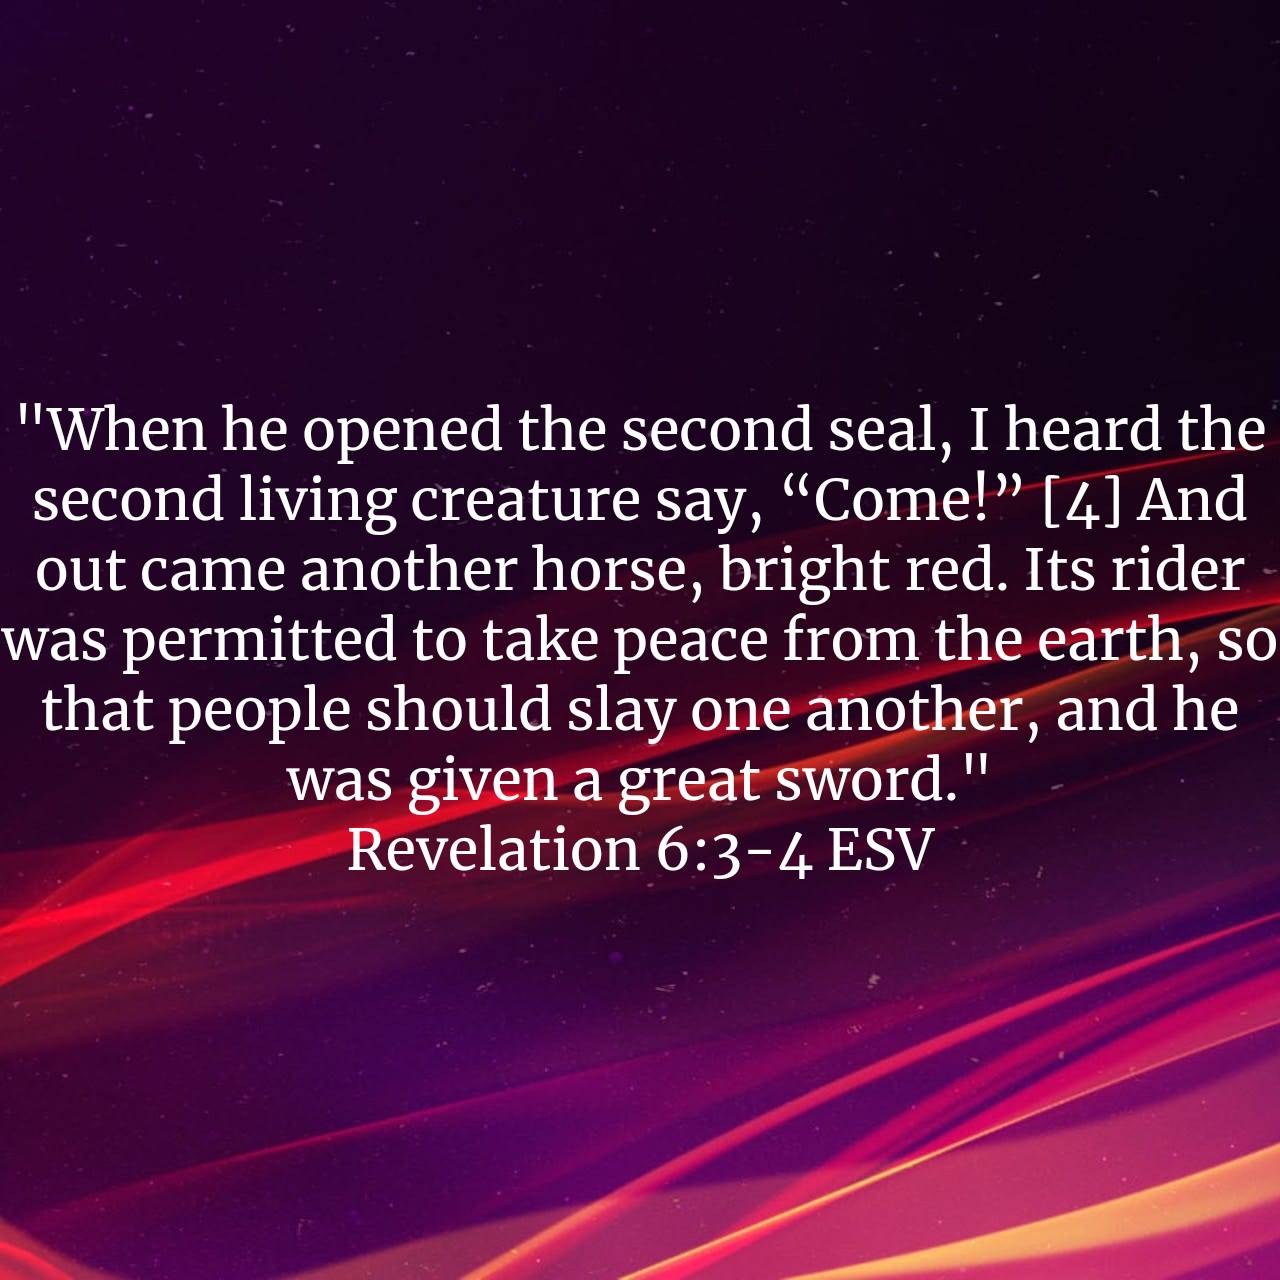 "When he opened the second seal, I heard the
second living creature say, “Come!” [4] And
out came another horse, bright red. Its rider
was permitted to take peace from the earth, so
that people should slay one another, and he
was given a great sword."
Revelation 6:3-4 ESV